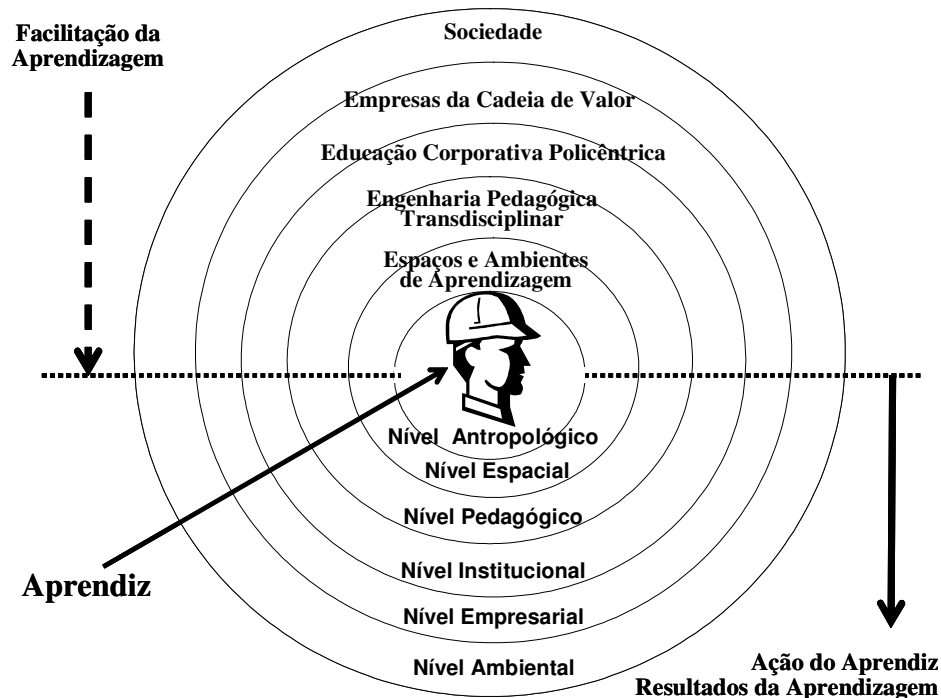 Facilitação da
Aprendizagem
Sociedade
Empresas da Cadeia de Valor
Educação Corporativa Policêntrica
Engenharia Pedagógica
Transdisciplinar
Espaços e Ambientes
de Aprendizagem
Nível Antropológico
Nível Espacial
Nível Pedagógico
Nível Institucional
Aprendiz
Nível Empresarial
Nível Ambiental
Ação do Aprendiz
Resultados da Aprendizagem